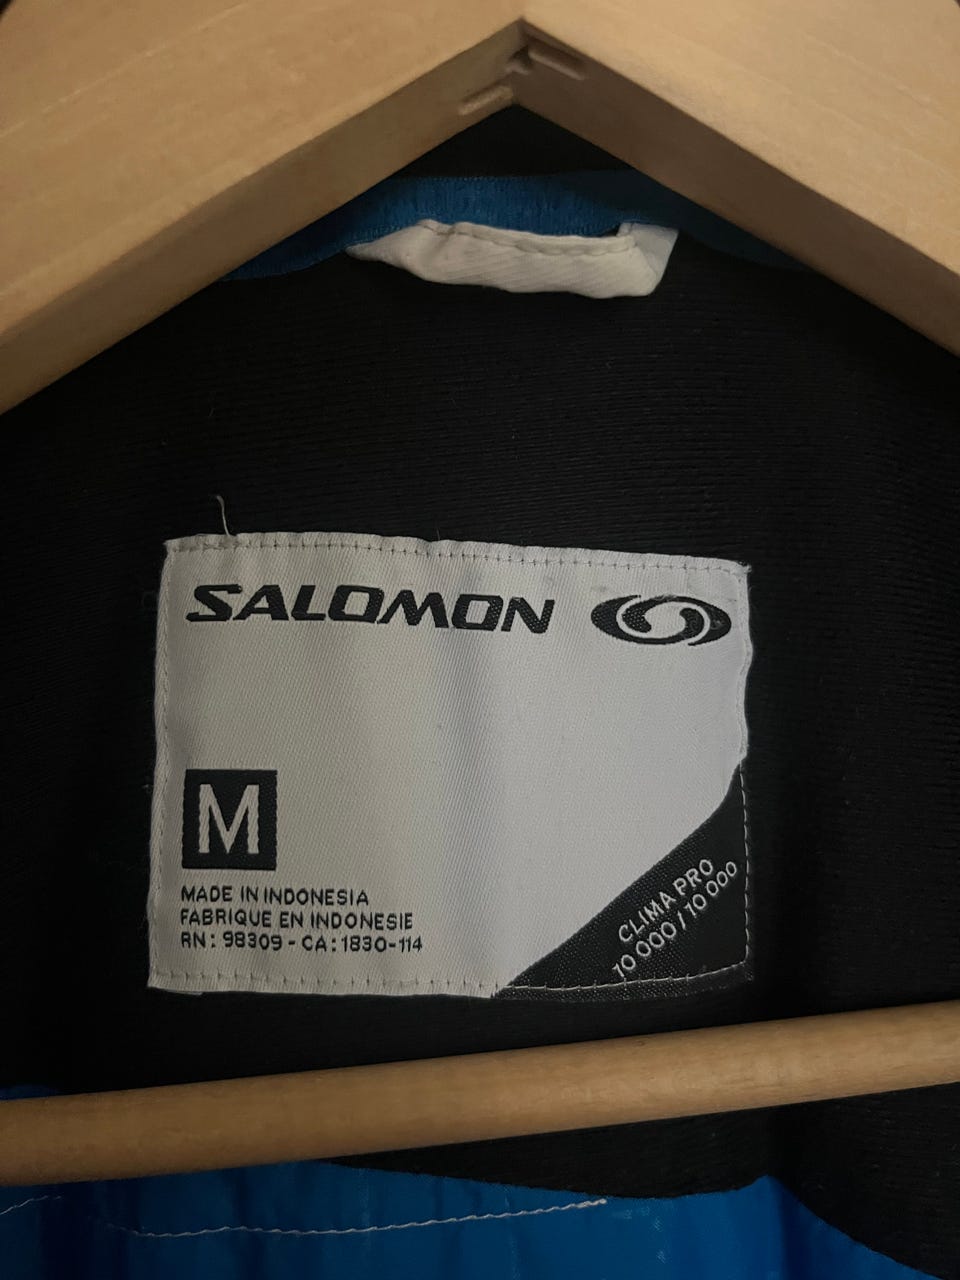 SALOMON
M
MADE IN INDONESIA
FABRIQUE EN INDONESIE
RN: 98309 - CA: 1830-114
CLIMA PRO
10 000 / 10 000